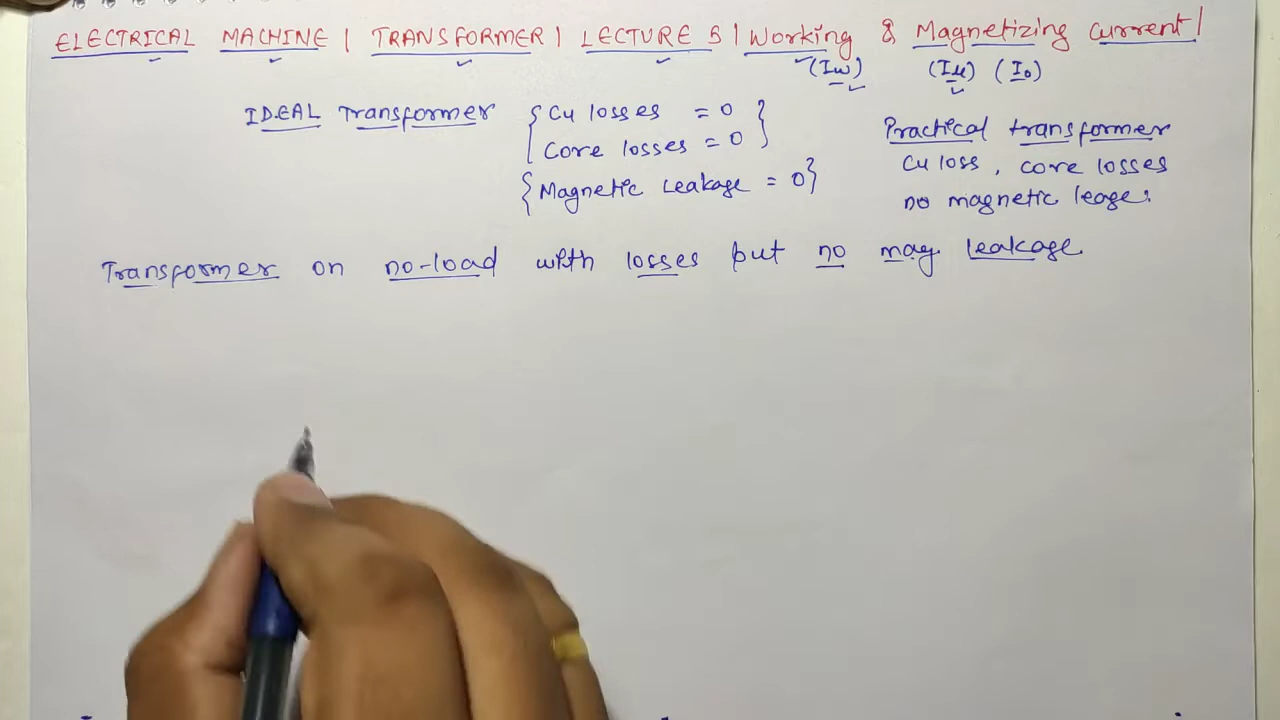 ELECTRICAL MACHINE | TRANSFORMER | LECTURE 5 | Working & Magnetizing Current |
(Iw) (Iμ) (I0)
IDEAL Transformer { Cu losses = 0 }
Core losses = 0
{ Magnetic Leakage = 0 }
Practical transformer
Cu loss, core losses
no magnetic leage.
Transformer on no-load with losses but no mag leakage